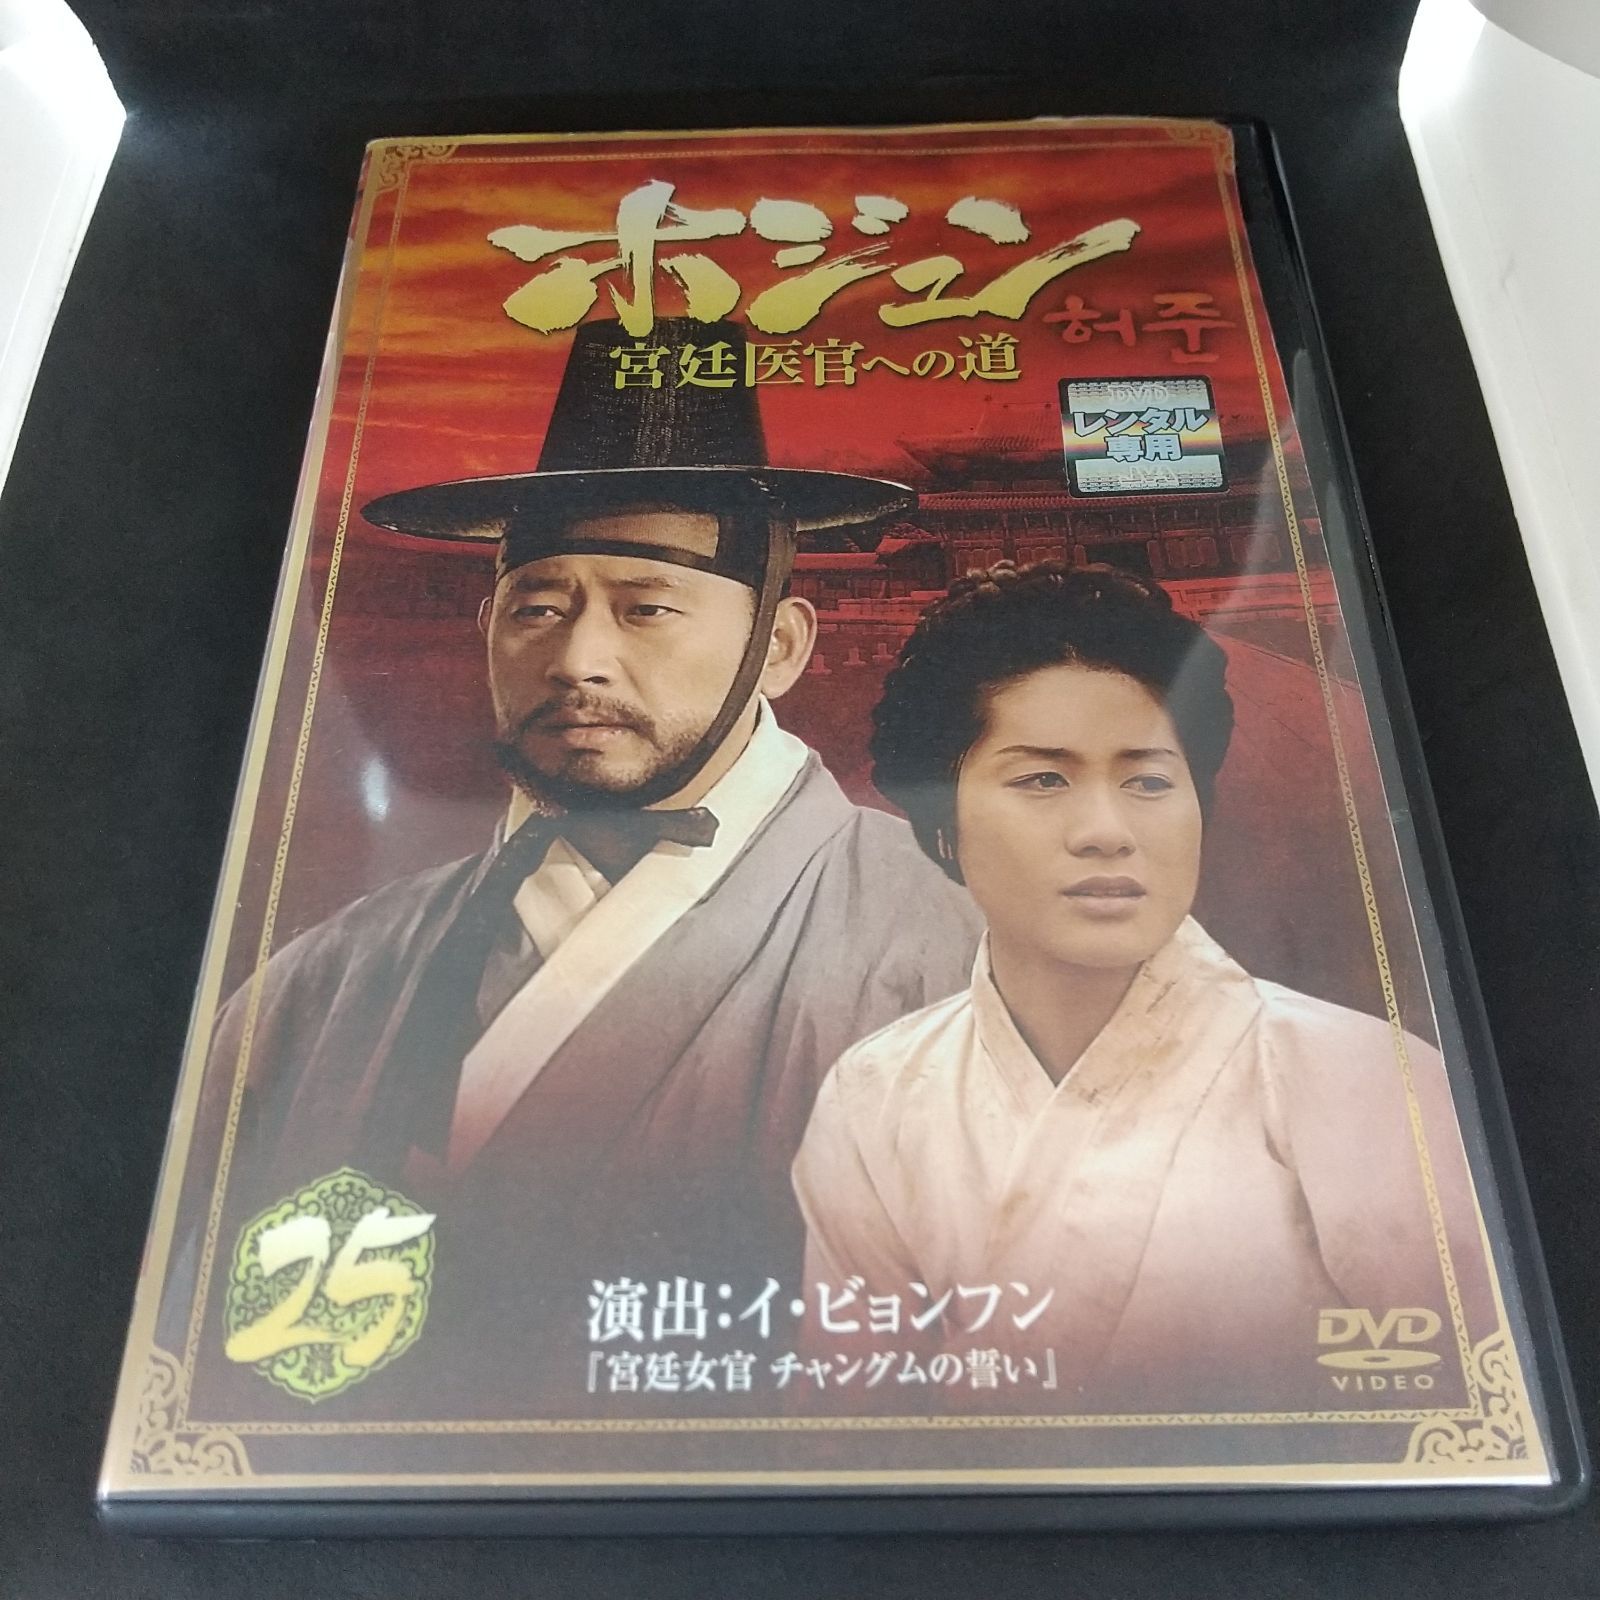 ホジュン
허준
宮廷医官への道
DVD
レンタル
専用
25
演出：イ・ビョンフン
『宮廷女官 チャングムの誓い』
DVD
VIDEO